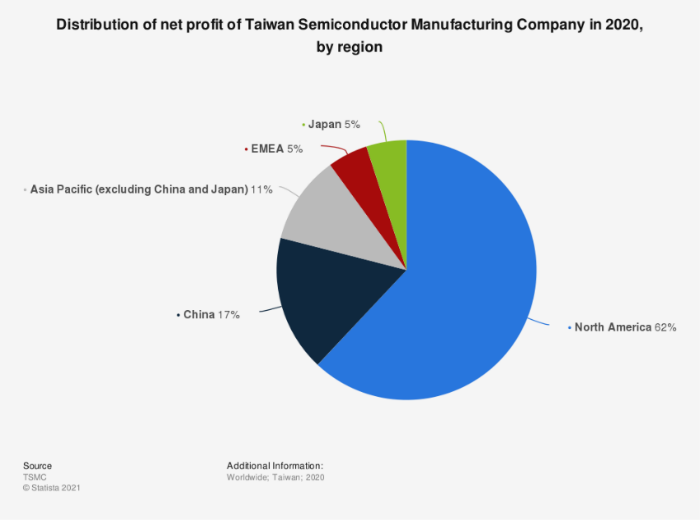 Distribution of net profit of Taiwan Semiconductor Manufacturing Company in 2020,
by region
• Japan 5%
• EMEA 5%
• Asia Pacific (excluding China and Japan) 11%
• China 17%
• North America 62%
Source
TSMC
© Statista 2021
Additional Information:
Worldwide; Taiwan; 2020